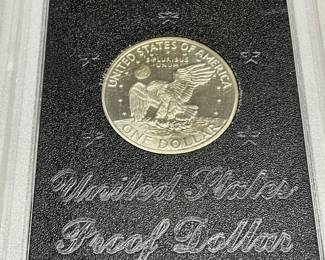 UNITED STATES OF AMERICA
E PLURIBUS
UNUM
ONE DOLLAR
United States
Proof Dollar